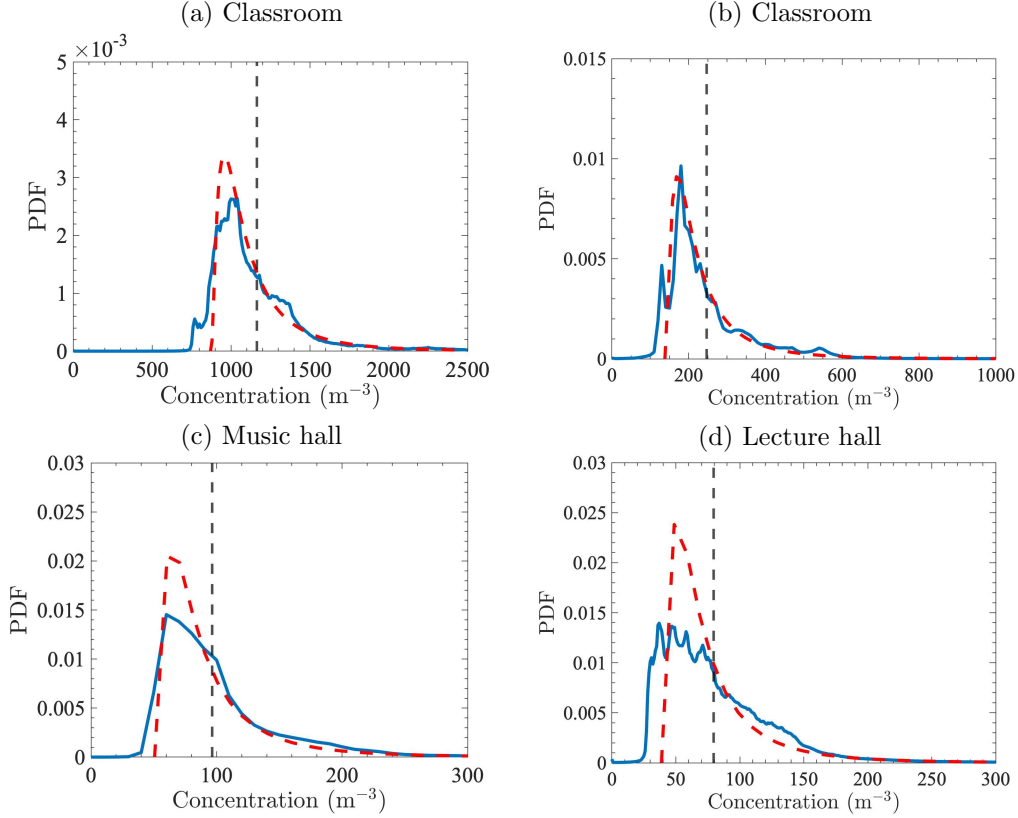 (a) Classroom
×10⁻³
5
4
3
2
1
0
PDF
0 500 1000 1500 2000 2500
Concentration (m⁻³)
(b) Classroom
0.015
0.01
0.005
0
PDF
0 200 400 600 800 1000
Concentration (m⁻³)
(c) Music hall
0.03
0.025
0.02
0.015
0.01
0.005
0
PDF
0 100 200 300
Concentration (m⁻³)
(d) Lecture hall
0.03
0.025
0.02
0.015
0.01
0.005
0
PDF
0 50 100 150 200 250 300
Concentration (m⁻³)